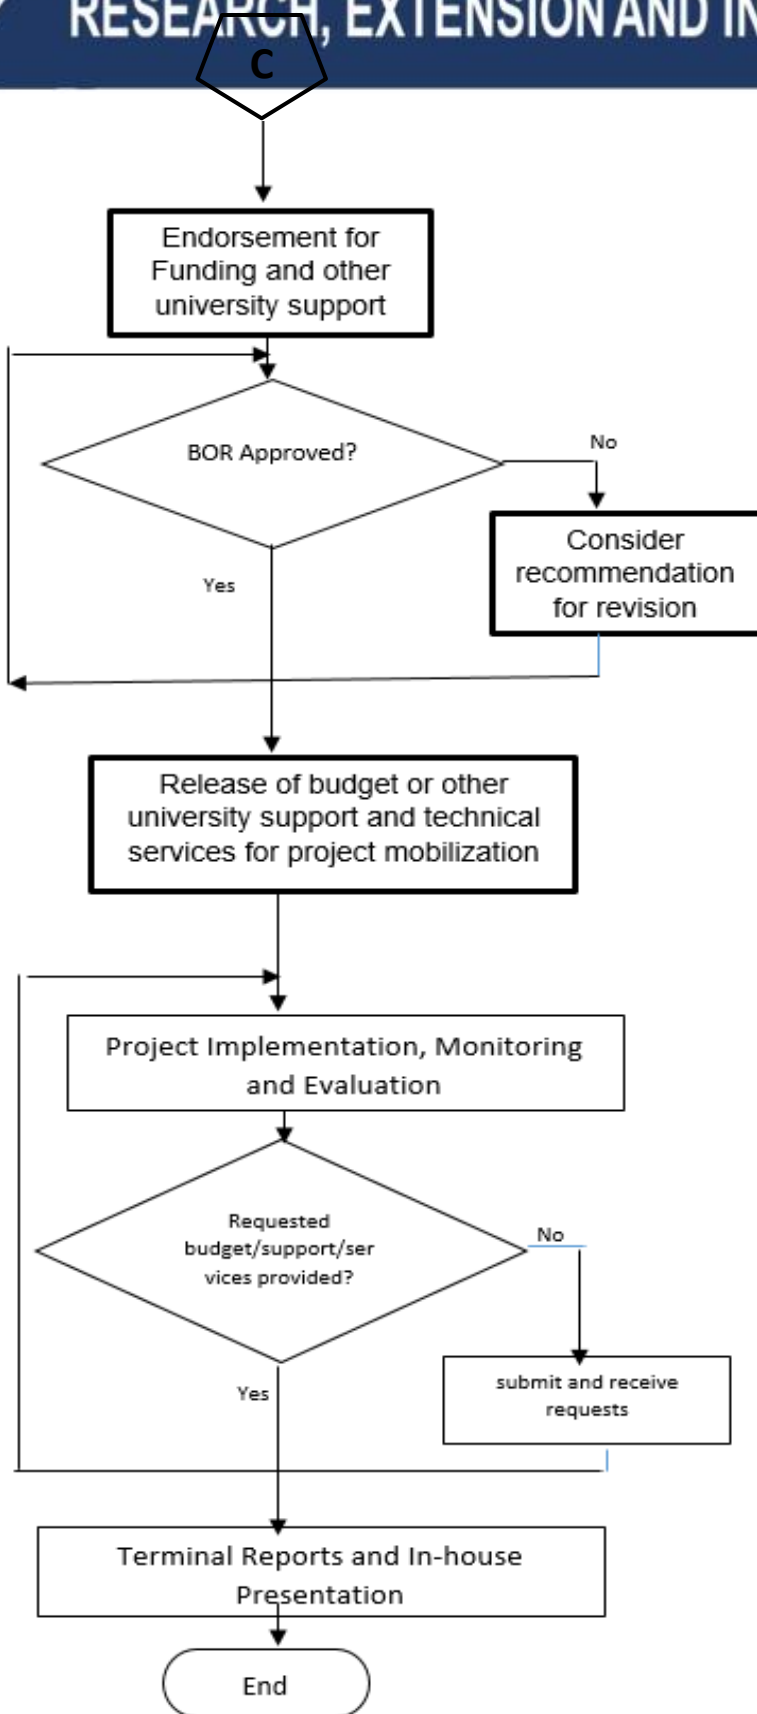 RESEARCH, EXTENSION AND IN
C
Endorsement for
Funding and other
university support
BOR Approved?
No
Consider
recommendation
for revision
Yes
Release of budget or other
university support and technical
services for project mobilization
Project Implementation, Monitoring
and Evaluation
Requested
budget/support/ser
vices provided?
No
submit and receive
requests
Yes
Terminal Reports and In-house
Presentation
End